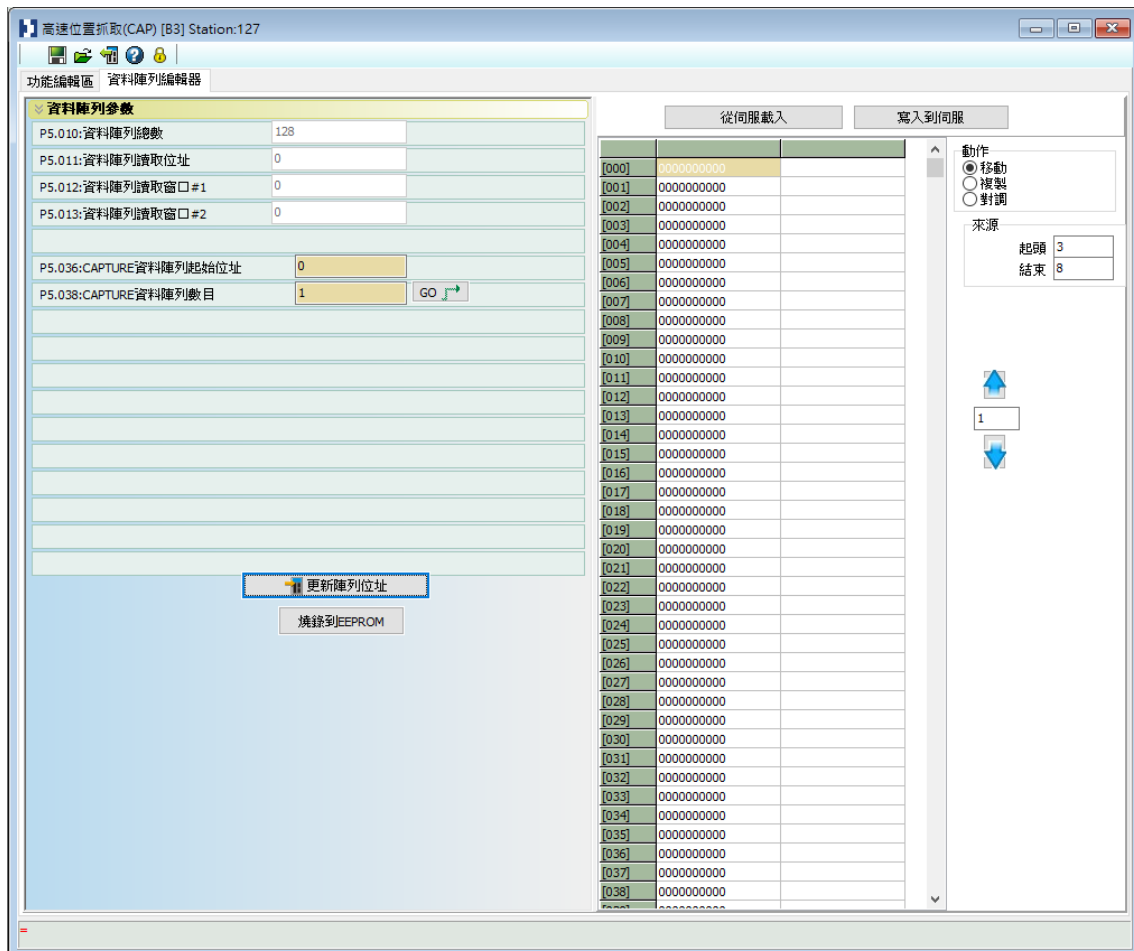 高速位置抓取(CAP) [B3] Station:127
功能編輯區 資料陣列編輯器
資料陣列參數
P5.010:資料陣列總數 128
P5.011:資料陣列讀取位址 0
P5.012:資料陣列讀取窗口#1 0
P5.013:資料陣列讀取窗口#2 0
P5.036:CAPTURE資料陣列起始位址 0
P5.038:CAPTURE資料陣列數目 1 GO
更新陣列位址
燒錄到EEPROM
從伺服載入 寫入到伺服
[000] 0000000000
[001] 0000000000
[002] 0000000000
[003] 0000000000
[004] 0000000000
[005] 0000000000
[006] 0000000000
[007] 0000000000
[008] 0000000000
[009] 0000000000
[010] 0000000000
[011] 0000000000
[012] 0000000000
[013] 0000000000
[014] 0000000000
[015] 0000000000
[016] 0000000000
[017] 0000000000
[018] 0000000000
[019] 0000000000
[020] 0000000000
[021] 0000000000
[022] 0000000000
[023] 0000000000
[024] 0000000000
[025] 0000000000
[026] 0000000000
[027] 0000000000
[028] 0000000000
[029] 0000000000
[030] 0000000000
[031] 0000000000
[032] 0000000000
[033] 0000000000
[034] 0000000000
[035] 0000000000
[036] 0000000000
[037] 0000000000
[038] 0000000000
動作
移動
複製
對調
來源
起頭 3
結束 8
1
=